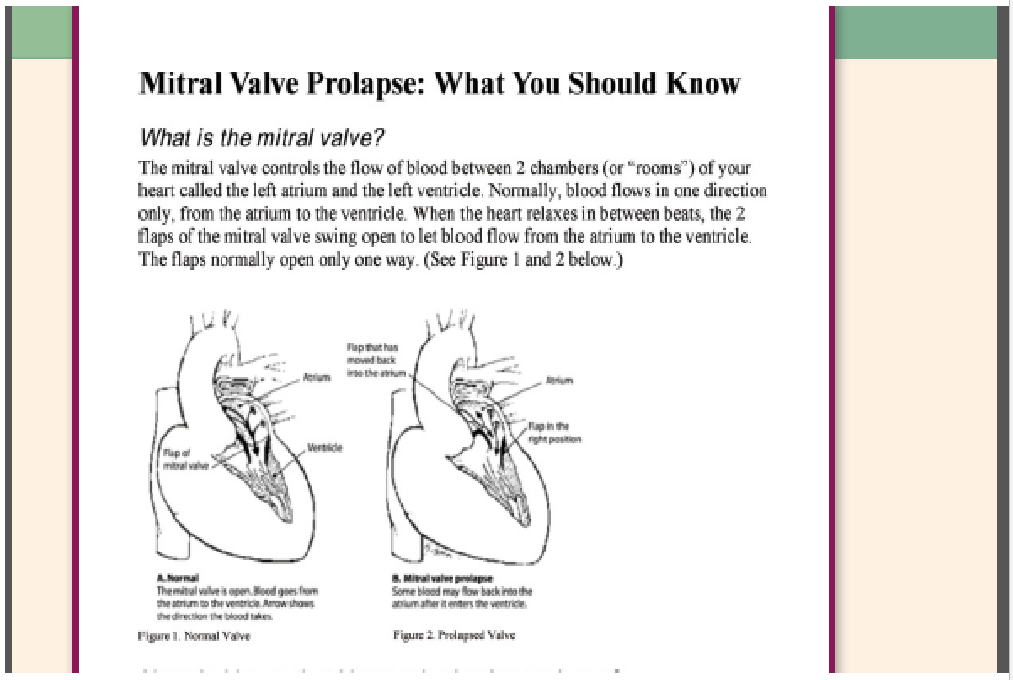 Mitral Valve Prolapse: What You Should Know
What is the mitral valve?
The mitral valve controls the flow of blood between 2 chambers (or “rooms”) of your
heart called the left atrium and the left ventricle. Normally, blood flows in one direction
only, from the atrium to the ventricle. When the heart relaxes in between beats, the 2
flaps of the mitral valve swing open to let blood flow from the atrium to the ventricle.
The flaps normally open only one way. (See Figure 1 and 2 below.)
Atrium
Flap of
mitral valve
Ventricle
Flap that has
moved back
into the atrium
Atrium
Flap in the
right position
A. Normal
The mitral valve is open. Blood goes from
the atrium to the ventricle. Arrow shows
the direction the blood takes.
Figure 1. Normal Valve
B. Mitral valve prolapse
Some blood may flow back into the
atrium after it enters the ventricle.
Figure 2. Prolapsed Valve